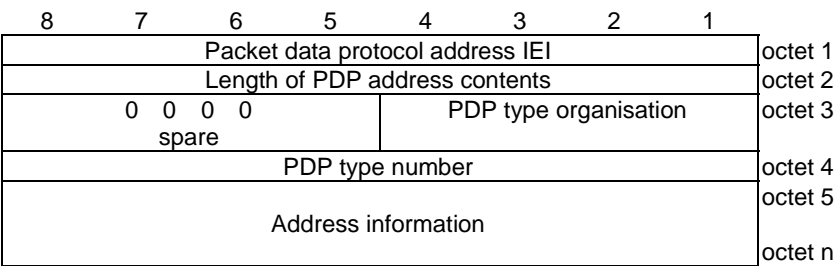 8 7 6 5 4 3 2 1
Packet data protocol address IEI octet 1
Length of PDP address contents octet 2
0 0 0 0 PDP type organisation octet 3
spare
PDP type number octet 4
octet 5
Address information
octet n